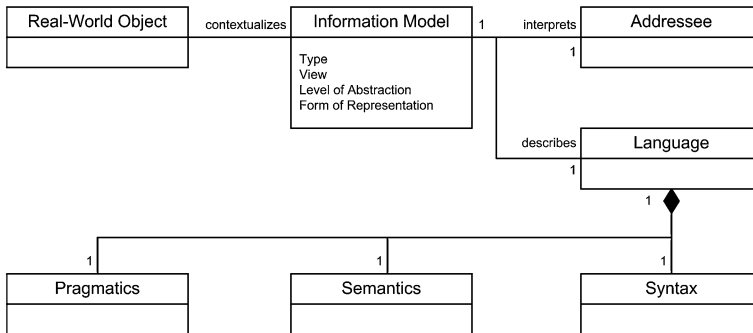 Real-World Object
contextualizes
Information Model
1
interprets
Addressee
1
Type
View
Level of Abstraction
Form of Representation
describes
Language
1
1
1
1
1
Pragmatics
Semantics
Syntax